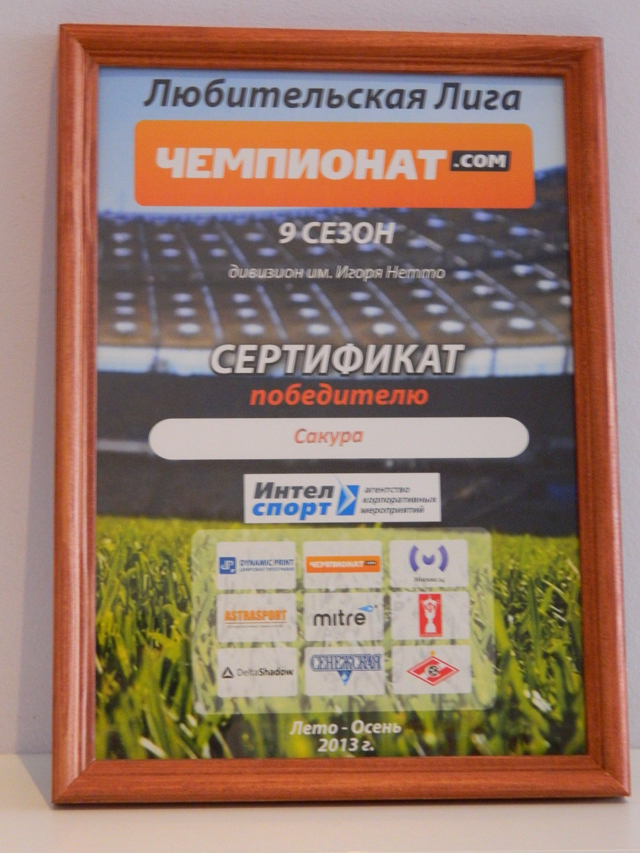 Любительская Лига
ЧЕМПИОНАТ.COM
9 СЕЗОН
дивизион им. Игоря Нетто
СЕРТИФИКАТ
победителю
Сакура
Интел
спорт
агентство
корпоративных
мероприятий
DYNAMIC PRINT
ЧЕМПИОНАТ.COM
ASTRASPORT
mitre
DeltaShadow
СЕНЕЖСКАЯ
Лето - Осень
2013 г.